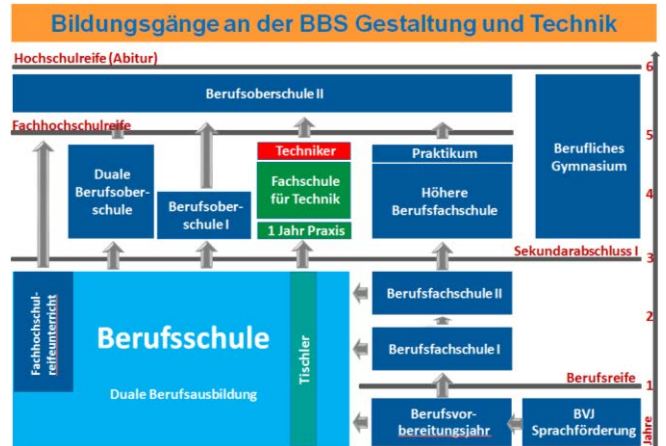 Bildungsgänge an der BBS Gestaltung und Technik
Hochschulreife (Abitur)
6
Berufsoberschule II
Fachhochschulreife
5
Techniker
Praktikum
Berufliches
Gymnasium
Duale
Berufsober-
schule
Fachschule
für Technik
Höhere
Berufsfachschule
4
Berufsober-
schule I
1 Jahr Praxis
Sekundarabschluss I
3
Fachhochschul-
reifeunterricht
Berufsschule
Duale Berufsausbildung
Tischler
Berufsfachschule II
2
Berufsfachschule I
Berufsreife
1
Berufsvor-
bereitungsjahr
BVJ
Sprachförderung
Jahre